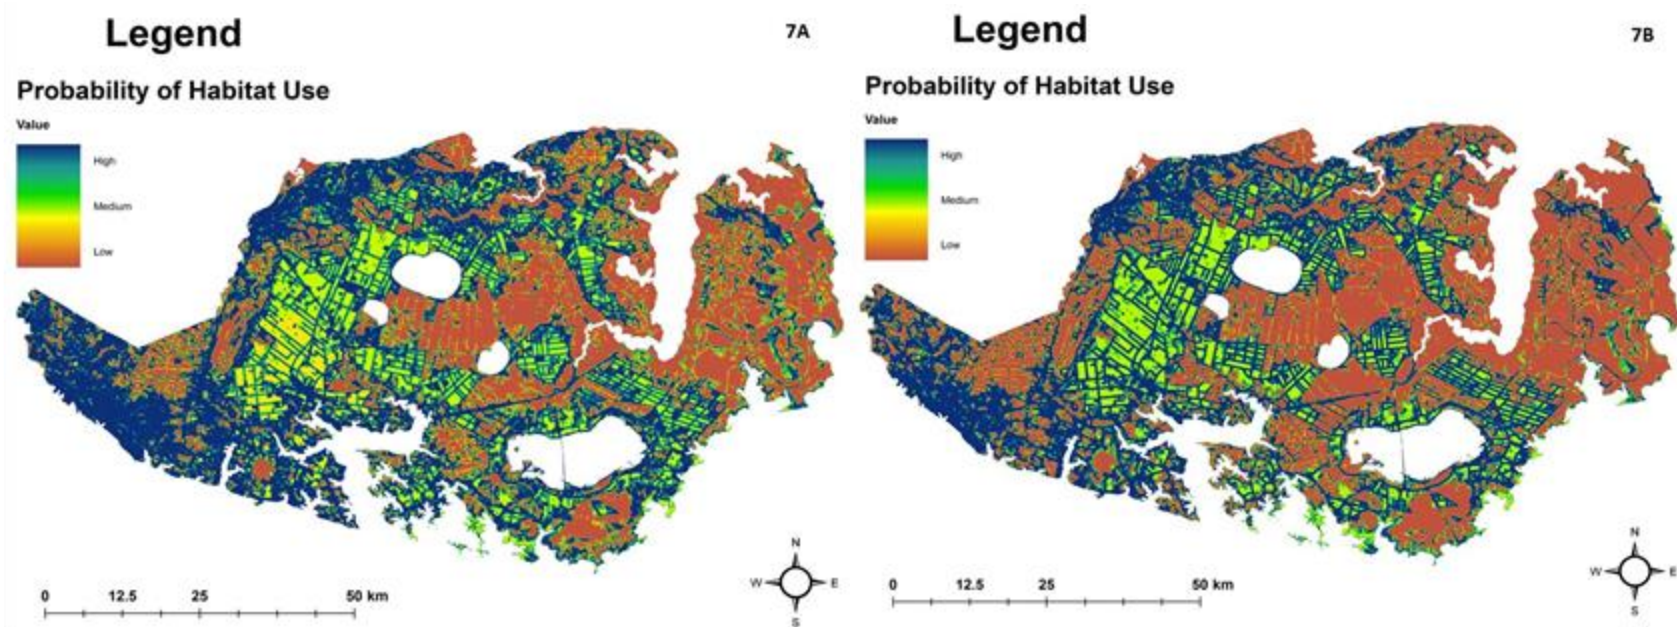 Legend
7A
Probability of Habitat Use
Value
High
Medium
Low
N
W E
S
0 12.5 25 50 km
Legend
7B
Probability of Habitat Use
Value
High
Medium
Low
N
W E
S
0 12.5 25 50 km